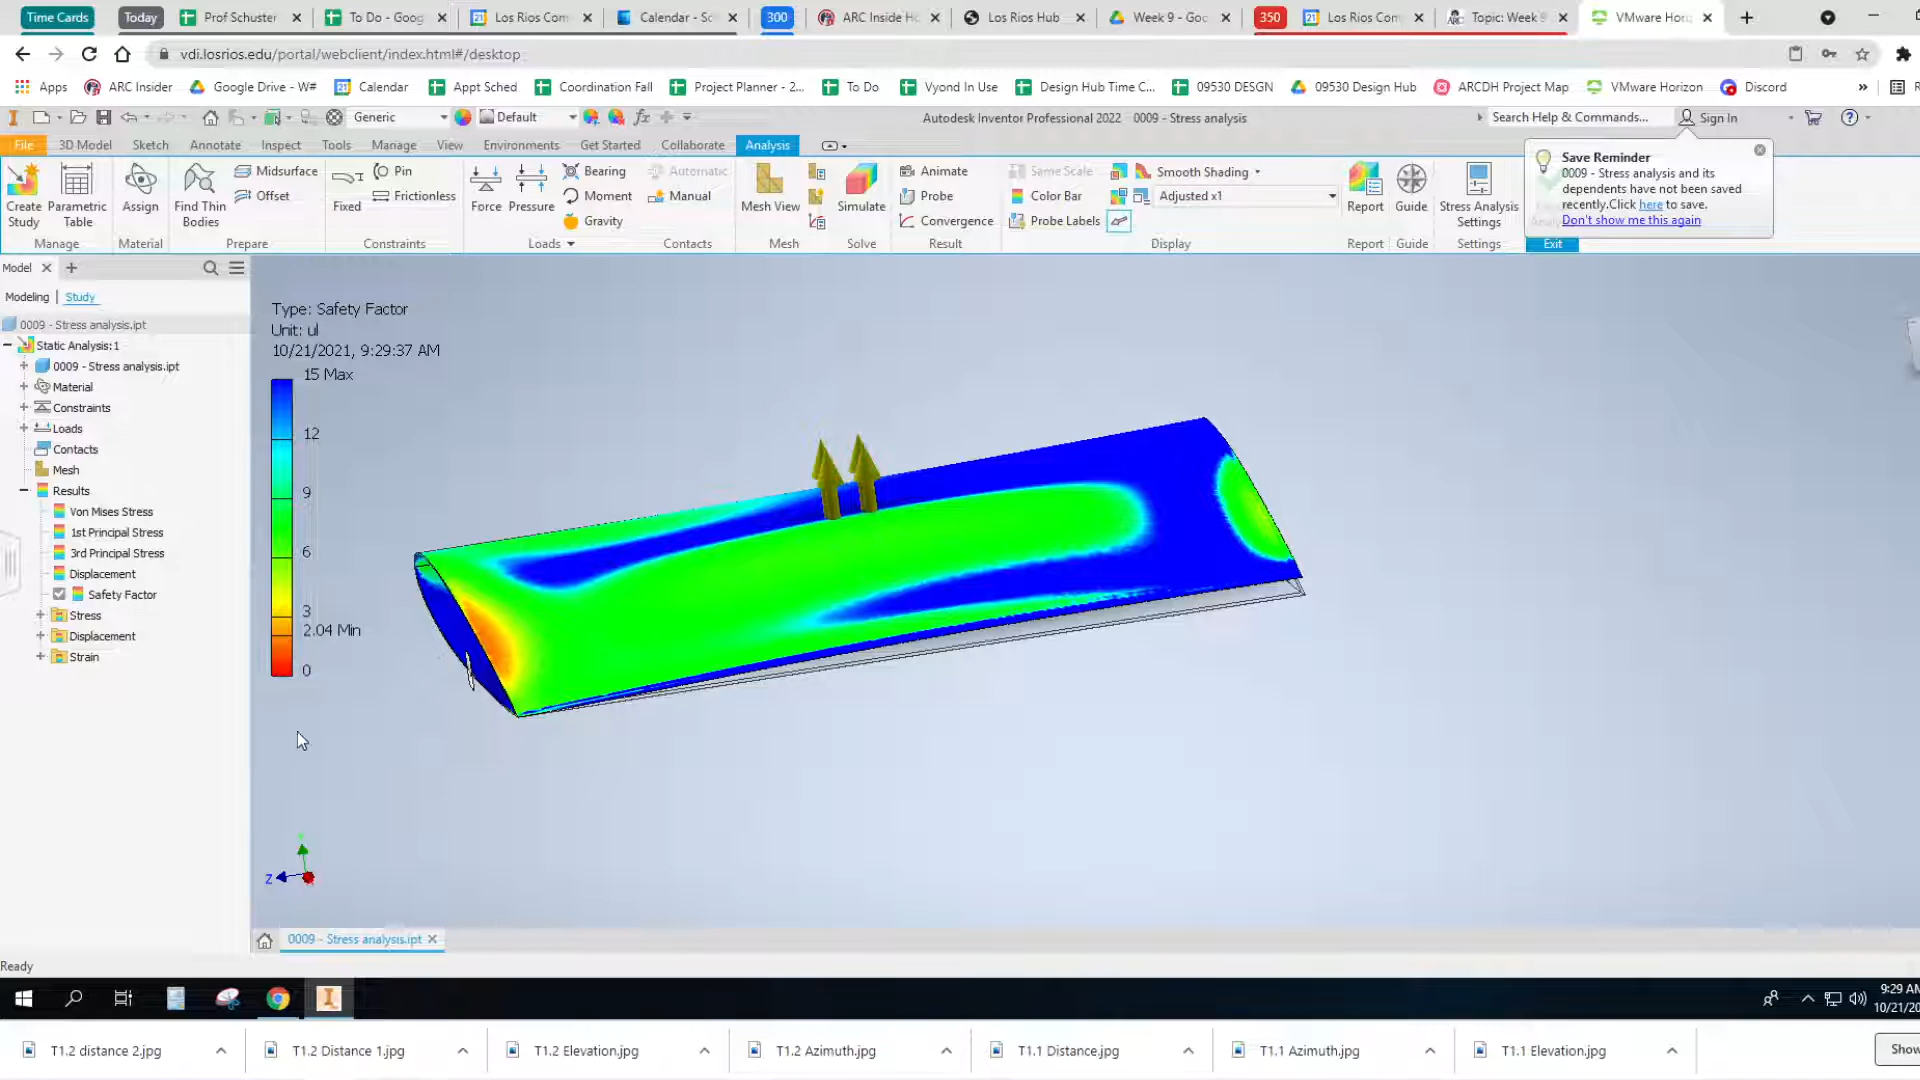 Time Cards Today Prof Schuster To Do - Goog Los Rios Com Calendar - Sc 300 ARC Inside Ho Los Rios Hub Week 9 - Goo 350 Los Rios Com Topic: Week 9 VMware Hori
vdi.losrios.edu/portal/webclient/index.html#/desktop
Apps ARC Insider Google Drive - W# Calendar Appt Sched Coordination Fall Project Planner - 2... To Do Vyond In Use Design Hub Time C... 09530 DESGN 09530 Design Hub ARCDH Project Map VMware Horizon Discord »
Generic Default fx Autodesk Inventor Professional 2022 0009 - Stress analysis Search Help & Commands... Sign In
File 3D Model Sketch Annotate Inspect Tools Manage View Environments Get Started Collaborate Analysis
Create Study
Parametric Table
Manage
Assign
Material
Find Thin Bodies
Midsurface
Offset
Prepare
Fixed
Pin
Frictionless
Constraints
Force
Pressure
Bearing
Moment
Gravity
Loads
Automatic
Manual
Contacts
Mesh View
Mesh
Simulate
Solve
Animate
Probe
Convergence
Result
Same Scale
Color Bar
Probe Labels
Smooth Shading
Adjusted x1
Display
Report
Report
Guide
Guide
Stress Analysis Settings
Settings
Exit
Save Reminder
0009 - Stress analysis and its
dependents have not been saved
recently.Click here to save.
Don't show me this again
Model
Modeling | Study
0009 - Stress analysis.ipt
Static Analysis:1
0009 - Stress analysis.ipt
Material
Constraints
Loads
Contacts
Mesh
Results
Von Mises Stress
1st Principal Stress
3rd Principal Stress
Displacement
Safety Factor
Stress
Displacement
Strain
Type: Safety Factor
Unit: ul
10/21/2021, 9:29:37 AM
15 Max
12
9
6
3
2.04 Min
0
Z
0009 - Stress analysis.ipt
Ready
9:29 AM
T1.2 distance 2.jpg T1.2 Distance 1.jpg T1.2 Elevation.jpg T1.2 Azimuth.jpg T1.1 Distance.jpg T1.1 Azimuth.jpg T1.1 Elevation.jpg Show